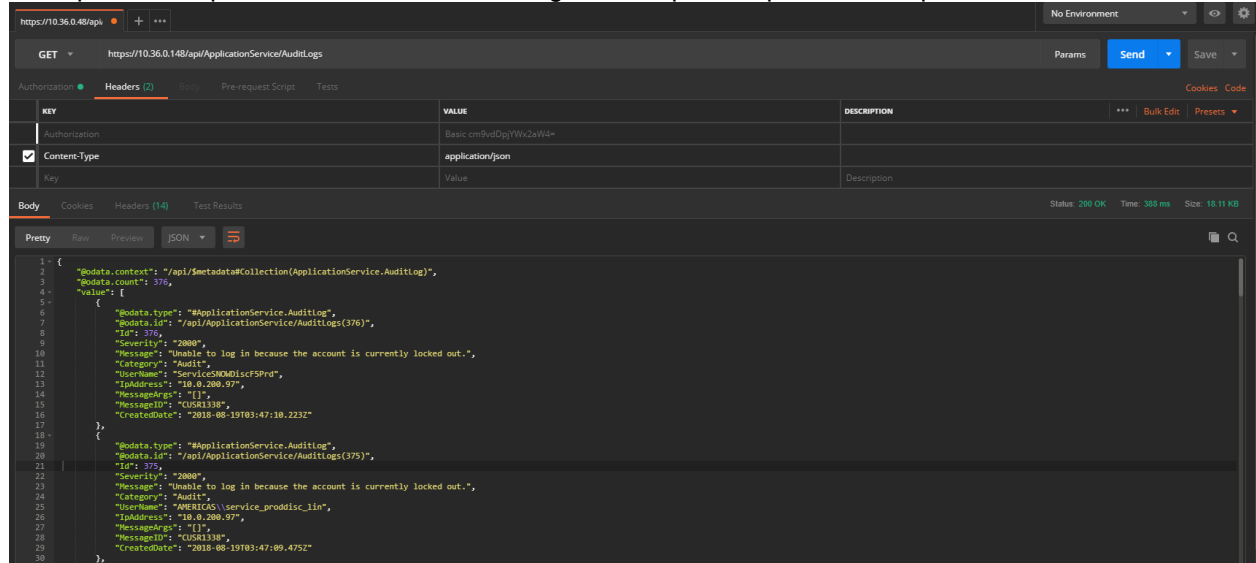 https://10.36.0.48/api/ No Environment
GET https://10.36.0.148/api/ApplicationService/AuditLogs Params Send Save
Authorization Headers (2) Body Pre-request Script Tests Cookies Code
KEY VALUE DESCRIPTION ••• Bulk Edit Presets
Authorization Basic cm9vdDpjYWx2aW4=
Content-Type application/json
Key Value Description
Body Cookies Headers (14) Test Results Status: 200 OK Time: 388 ms Size: 18.11 KB
Pretty Raw Preview JSON
1 {
2 "@odata.context": "/api/$metadata#Collection(ApplicationService.AuditLog)",
3 "@odata.count": 376,
4 "value": [
5 {
6 "@odata.type": "#ApplicationService.AuditLog",
7 "@odata.id": "/api/ApplicationService/AuditLogs(376)",
8 "Id": 376,
9 "Severity": "2000",
10 "Message": "Unable to log in because the account is currently locked out.",
11 "Category": "Audit",
12 "UserName": "ServiceSNOWDiscF5Prd",
13 "IpAddress": "10.0.200.97",
14 "MessageArgs": "[]",
15 "MessageID": "CUSR1338",
16 "CreatedDate": "2018-08-19T03:47:10.223Z"
17 },
18 {
19 "@odata.type": "#ApplicationService.AuditLog",
20 "@odata.id": "/api/ApplicationService/AuditLogs(375)",
21 "Id": 375,
22 "Severity": "2000",
23 "Message": "Unable to log in because the account is currently locked out.",
24 "Category": "Audit",
25 "UserName": "AMERICAS\\service_proddisc_lin",
26 "IpAddress": "10.0.200.97",
27 "MessageArgs": "[]",
28 "MessageID": "CUSR1338",
29 "CreatedDate": "2018-08-19T03:47:09.475Z"
30 },